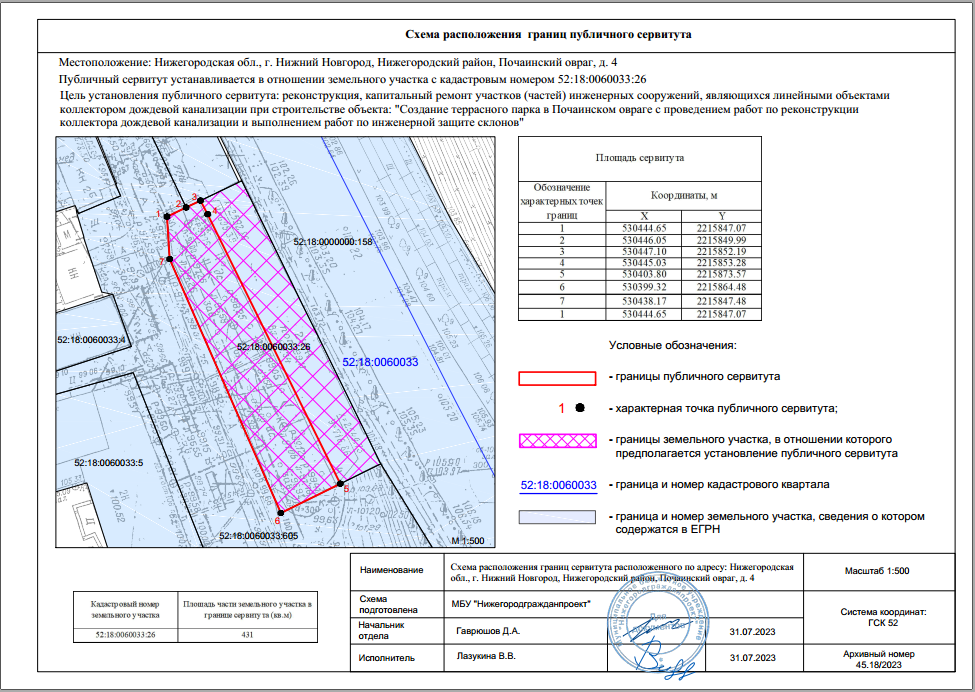 Схема расположения границ публичного сервитута
Местоположение: Нижегородская обл., г. Нижний Новгород, Нижегородский район, Почаинский овраг, д. 4
Публичный сервитут устанавливается в отношении земельного участка с кадастровым номером 52:18:0060033:26
Цель установления публичного сервитута: реконструкция, капитальный ремонт участков (частей) инженерных сооружений, являющихся линейными объектами
коллектором дождевой канализации при строительстве объекта: "Создание террасного парка в Почаинском овраге с проведением работ по реконструкции
коллектора дождевой канализации и выполнением работ по инженерной защите склонов"
1
2
3
4
7
52:18:0000000:158
52:18:0060033:4
52:18:0060033:26
52:18:0060033
52:18:0060033:5
5
6
52:18:0060033:605
М 1:500
Площадь сервитута
Обозначение характерных точек границ
Координаты, м
X Y
1 530444.65 2215847.07
2 530446.05 2215849.99
3 530447.10 2215852.19
4 530445.03 2215853.28
5 530403.80 2215873.57
6 530399.32 2215864.48
7 530438.17 2215847.48
1 530444.65 2215847.07
Условные обозначения:
- границы публичного сервитута
1 - характерная точка публичного сервитута;
- границы земельного участка, в отношении которого
предполагается установление публичного сервитута
52:18:0060033 - граница и номер кадастрового квартала
- граница и номер земельного участка, сведения о котором
содержатся в ЕГРН
Кадастровый номер земельного участка
Площадь части земельного участка в границе сервитута (кв.м)
52:18:0060033:26 431
Наименование
Схема расположения границ сервитута расположенного по адресу: Нижегородская
обл., г. Нижний Новгород, Нижегородский район, Почаинский овраг, д. 4
Масштаб 1:500
Схема подготовлена
МБУ "Нижегородгражданпроект"
Начальник отдела
Гаврюшов Д.А.
31.07.2023
Система координат:
ГСК 52
Исполнитель
Лазукина В.В.
31.07.2023
Архивный номер
45.18/2023